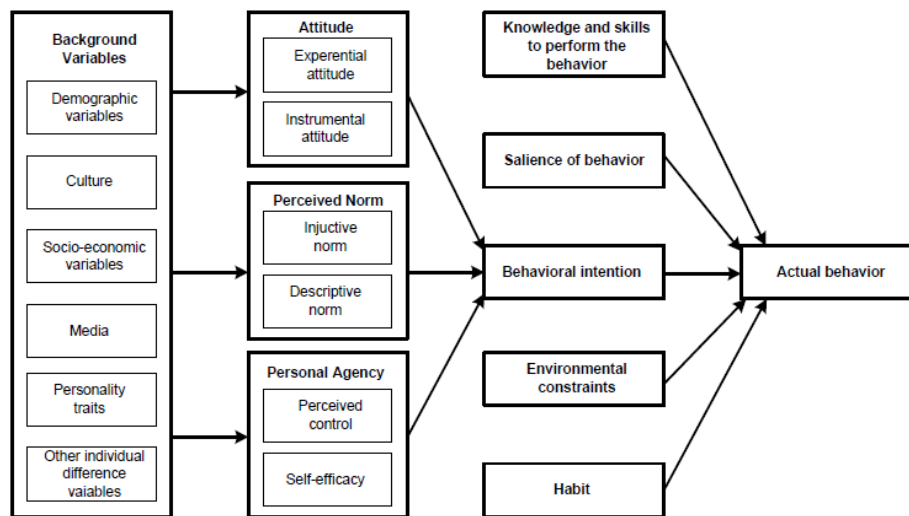 Background
Variables
Demographic
variables
Culture
Socio-economic
variables
Media
Personality
traits
Other individual
difference
vaiables
Attitude
Experential
attitude
Instrumental
attitude
Perceived Norm
Injuctive
norm
Descriptive
norm
Personal Agency
Perceived
control
Self-efficacy
Knowledge and skills
to perform the
behavior
Salience of behavior
Behavioral intention
Environmental
constraints
Habit
Actual behavior